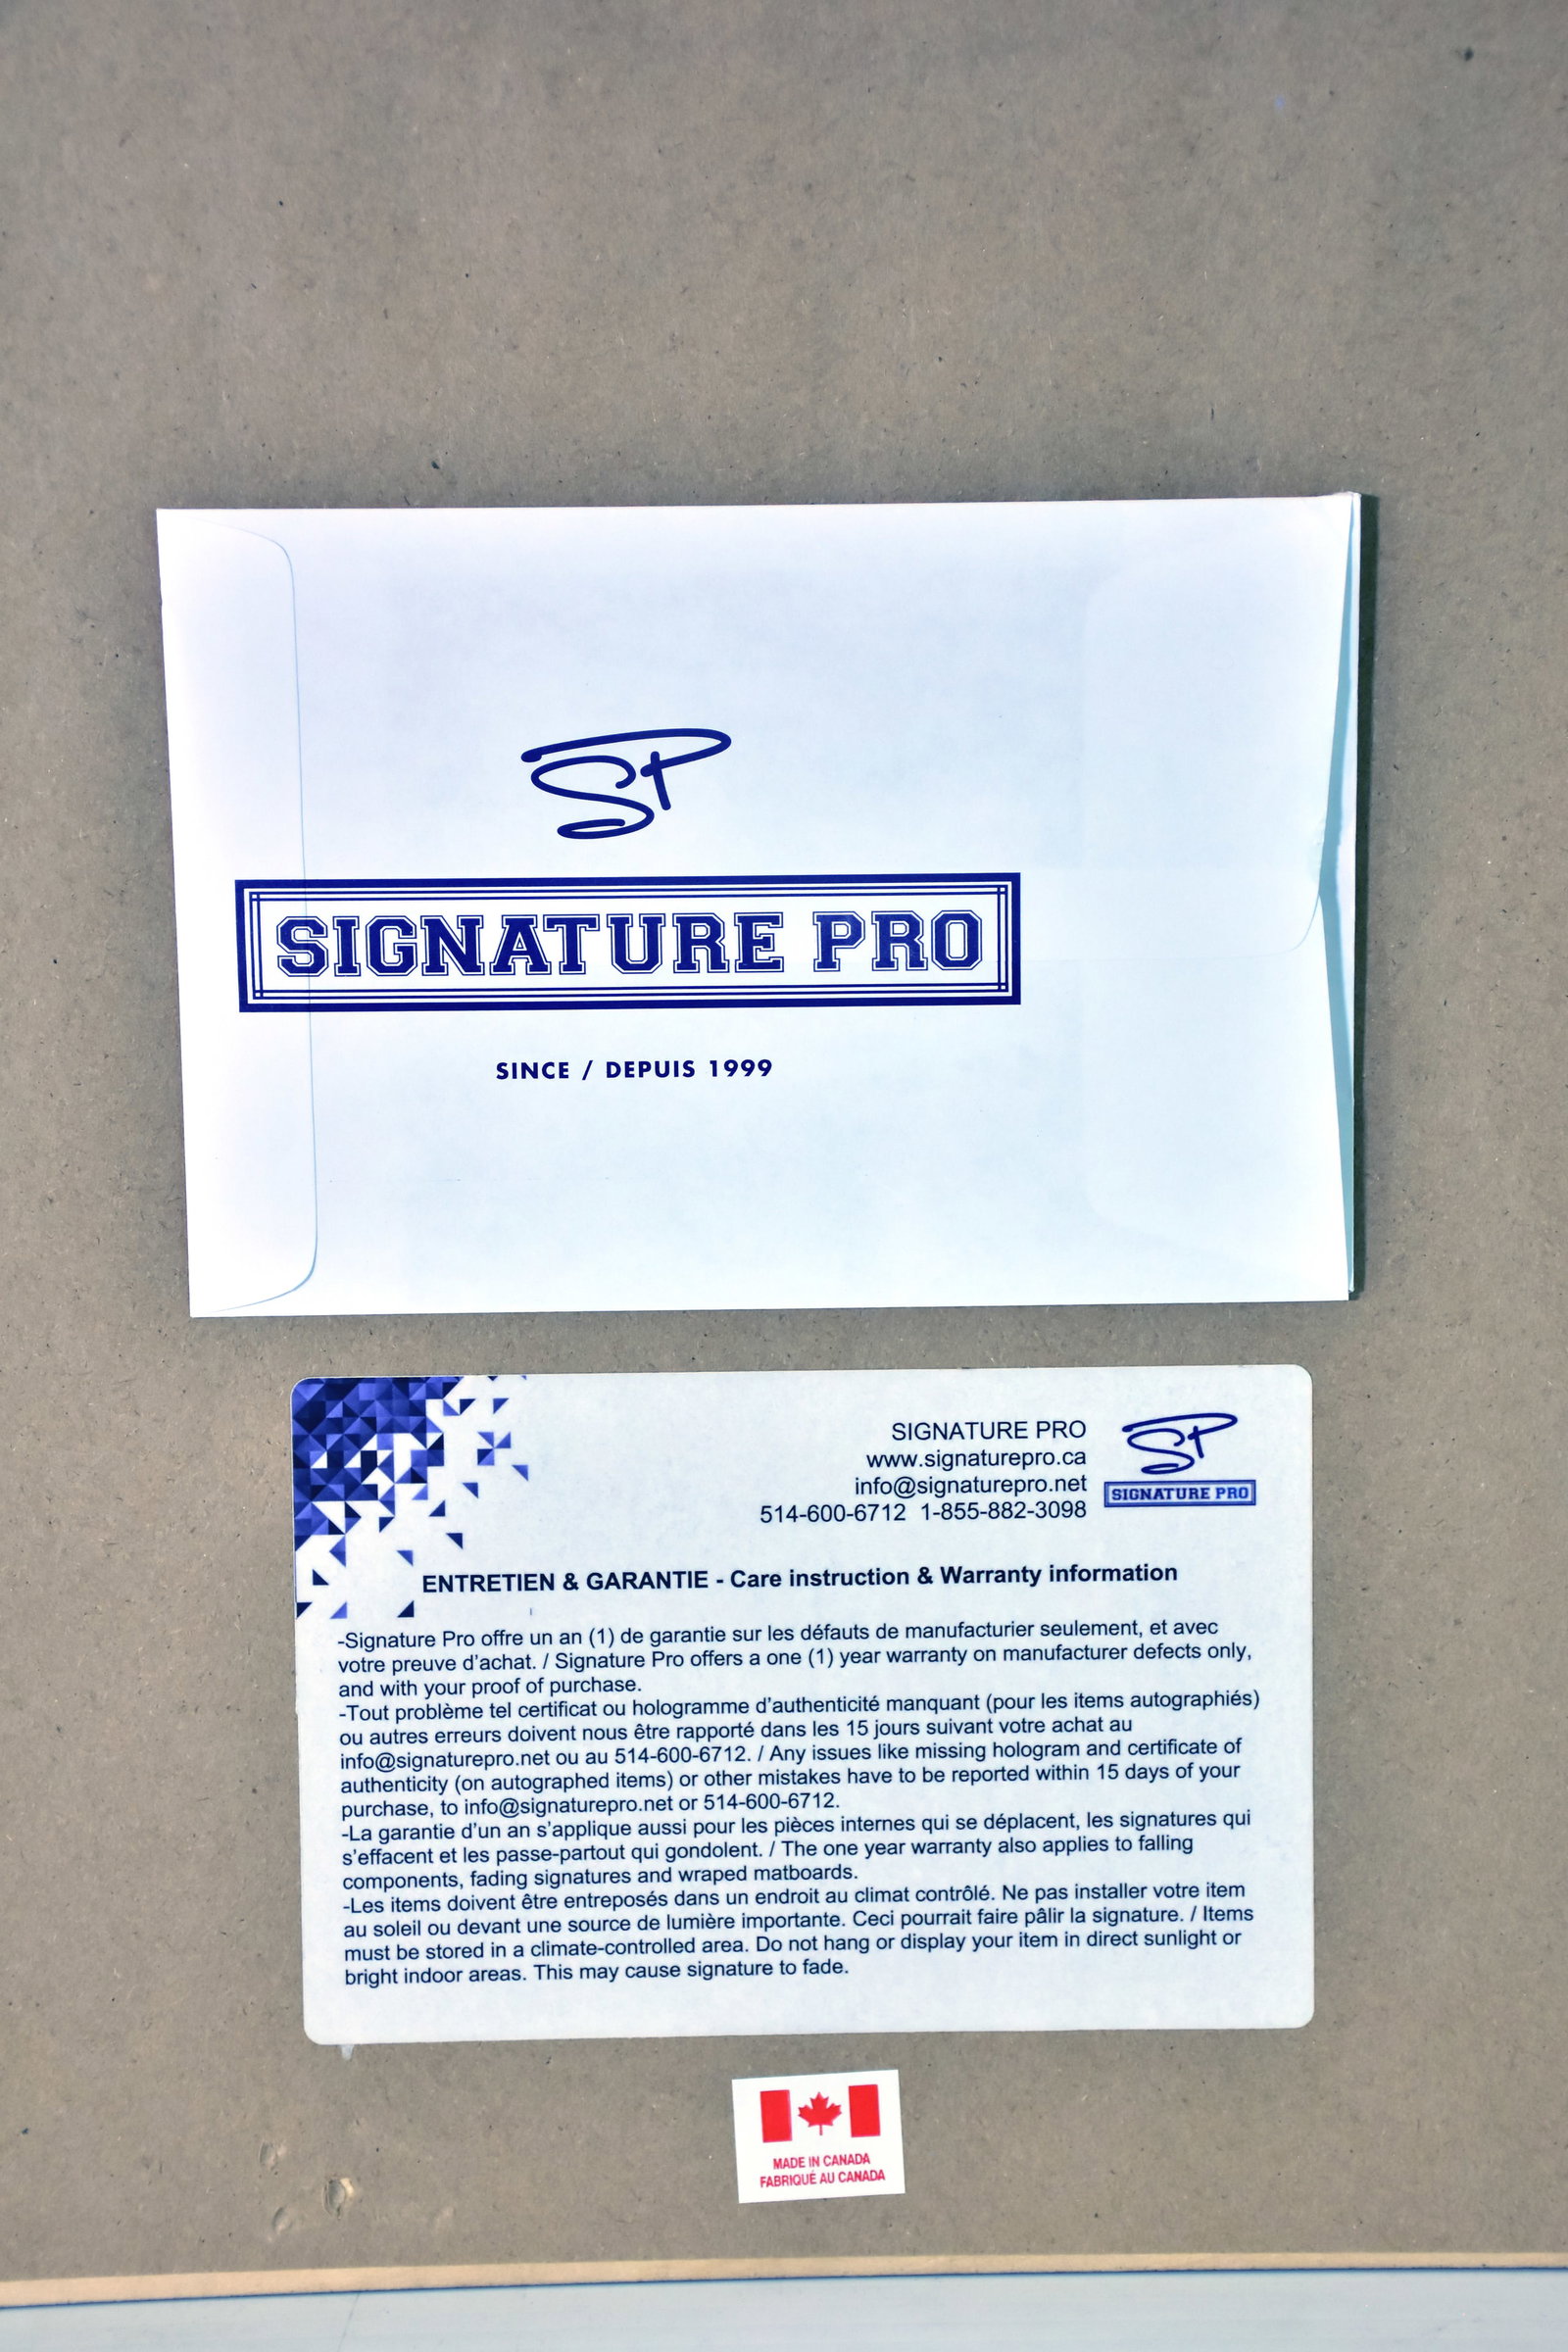 SP
SIGNATURE PRO
SINCE / DEPUIS 1999
SIGNATURE PRO
www.signaturepro.ca
info@signaturepro.net
514-600-6712 1-855-882-3098
SP
SIGNATURE PRO
ENTRETIEN & GARANTIE - Care instruction & Warranty information
-Signature Pro offre un an (1) de garantie sur les défauts de manufacturier seulement, et avec
votre preuve d'achat. / Signature Pro offers a one (1) year warranty on manufacturer defects only,
and with your proof of purchase.
-Tout problème tel certificat ou hologramme d'authenticité manquant (pour les items autographiés)
ou autres erreurs doivent nous être rapporté dans les 15 jours suivant votre achat au
info@signaturepro.net ou au 514-600-6712. / Any issues like missing hologram and certificate of
authenticity (on autographed items) or other mistakes have to be reported within 15 days of your
purchase, to info@signaturepro.net or 514-600-6712.
-La garantie d'un an s'applique aussi pour les pièces internes qui se déplacent, les signatures qui
s'effacent et les passe-partout qui gondolent. / The one year warranty also applies to falling
components, fading signatures and wraped matboards.
-Les items doivent être entreposés dans un endroit au climat contrôlé. Ne pas installer votre item
au soleil ou devant une source de lumière importante. Ceci pourrait faire pâlir la signature. / Items
must be stored in a climate-controlled area. Do not hang or display your item in direct sunlight or
bright indoor areas. This may cause signature to fade.
MADE IN CANADA
FABRIQUÉ AU CANADA